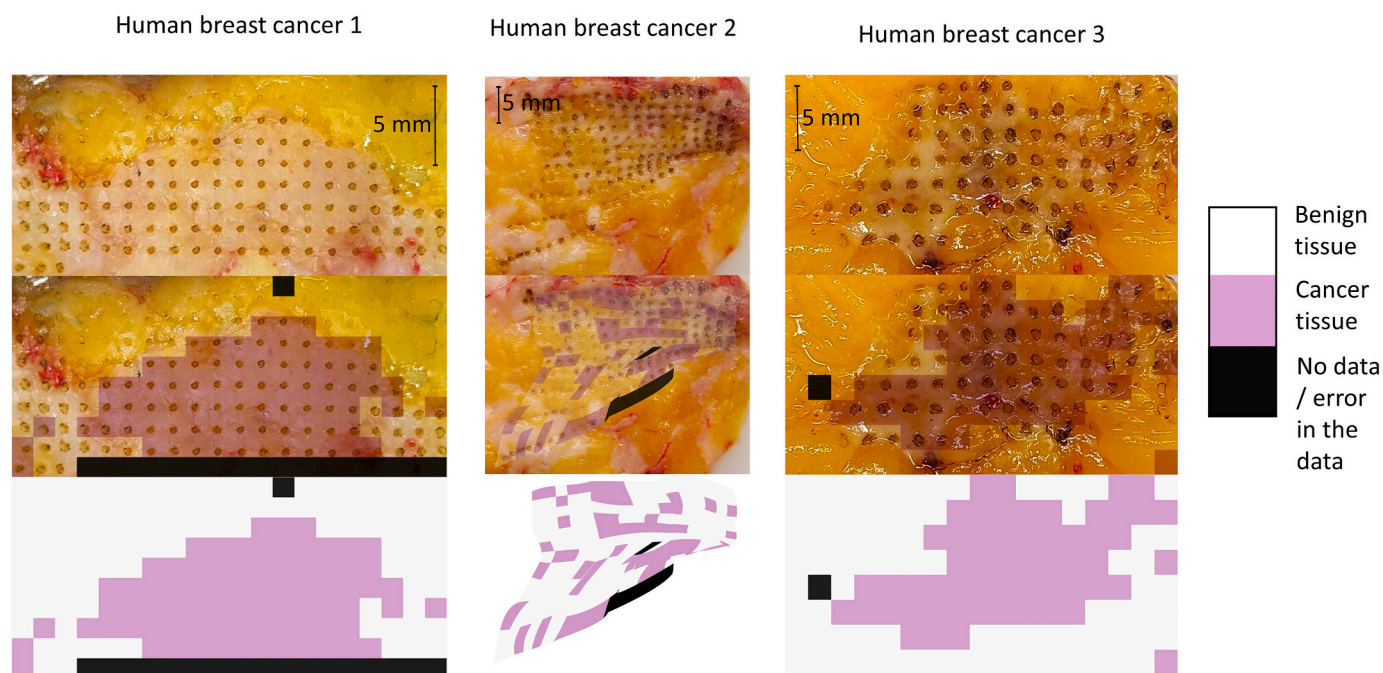 Human breast cancer 1
Human breast cancer 2
Human breast cancer 3
5 mm
5 mm
5 mm
Benign
tissue
Cancer
tissue
No data
/ error
in the
data